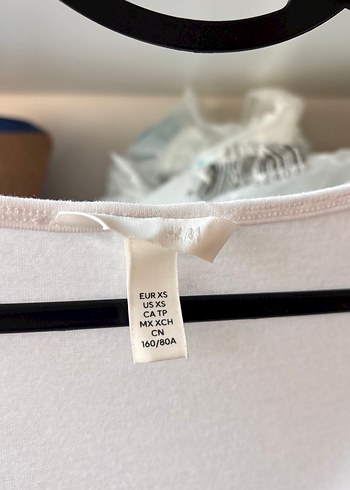 EUR XS
US XS
CA TP
MX XCH
CN
160/80A